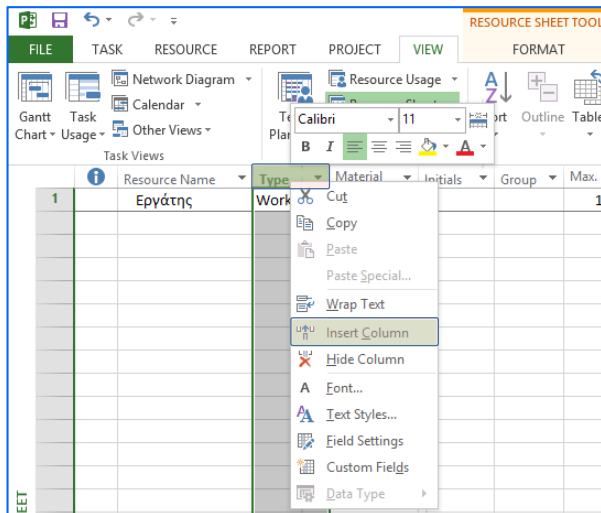 RESOURCE SHEET TOOL
FILE TASK RESOURCE REPORT PROJECT VIEW FORMAT
Network Diagram Resource Usage
Calendar
Gantt Chart Task Usage Other Views Outline Table
Calibri 11
B I A
Task Views
Resource Name Type Material Initials Group Max.
1 Εργάτης Work 1
Cut
Copy
Paste
Paste Special...
Wrap Text
Insert Column
Hide Column
A Font...
Text Styles...
Field Settings
Custom Fields
Data Type